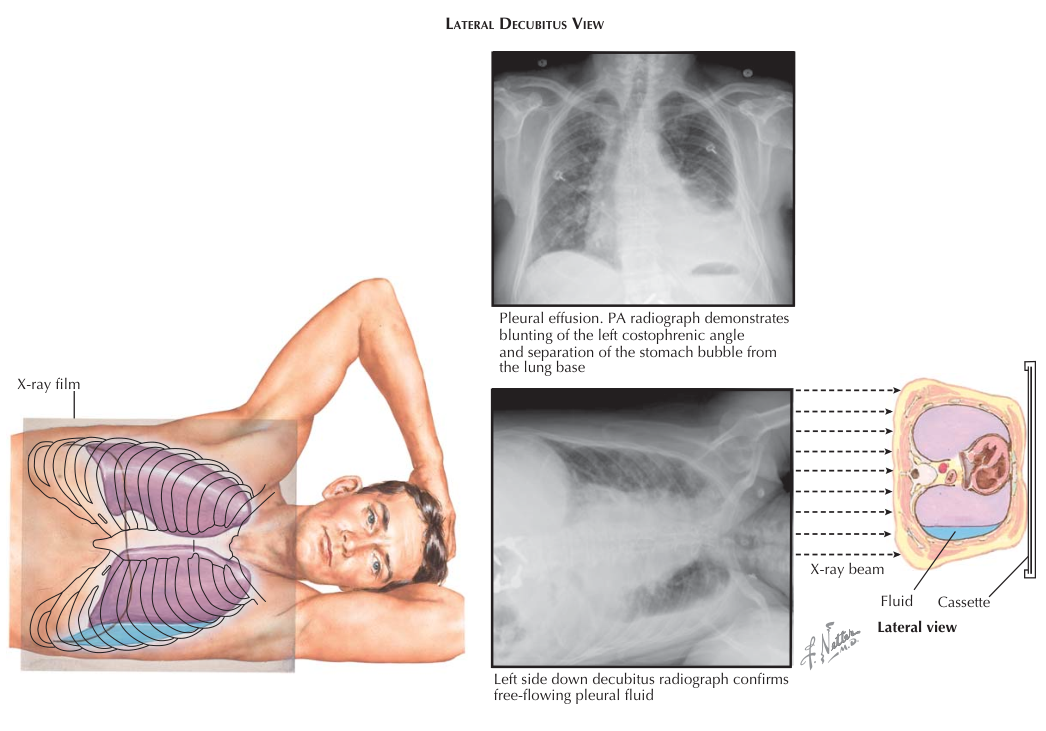 LATERAL DECUBITUS VIEW
Pleural effusion. PA radiograph demonstrates
blunting of the left costophrenic angle
and separation of the stomach bubble from
the lung base
X-ray film
X-ray beam
Fluid
Cassette
Lateral view
F. Netter
M.D.
Left side down decubitus radiograph confirms
free-flowing pleural fluid